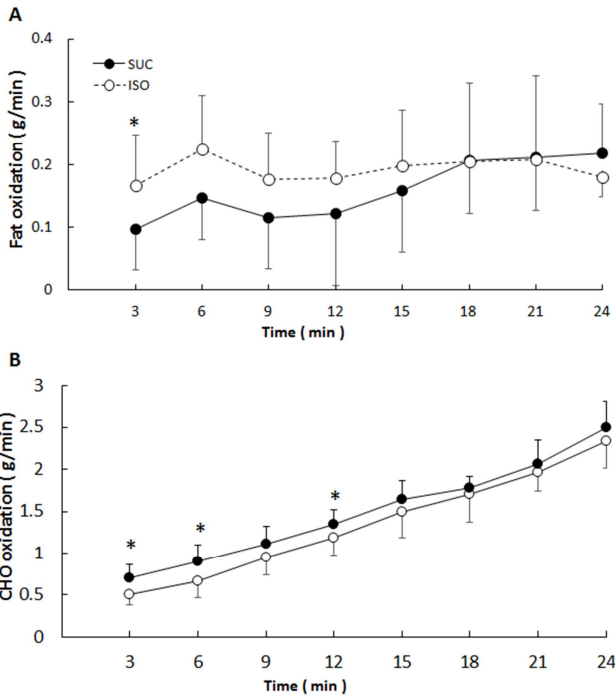 A
0.4
SUC
ISO
0.3
*
0.2
0.1
0
Fat oxidation ( g/min )
3 6 9 12 15 18 21 24
Time ( min )
B
3
2.5
2
*
1.5
*
*
1
0.5
0
CHO oxidation ( g/min )
3 6 9 12 15 18 21 24
Time ( min )